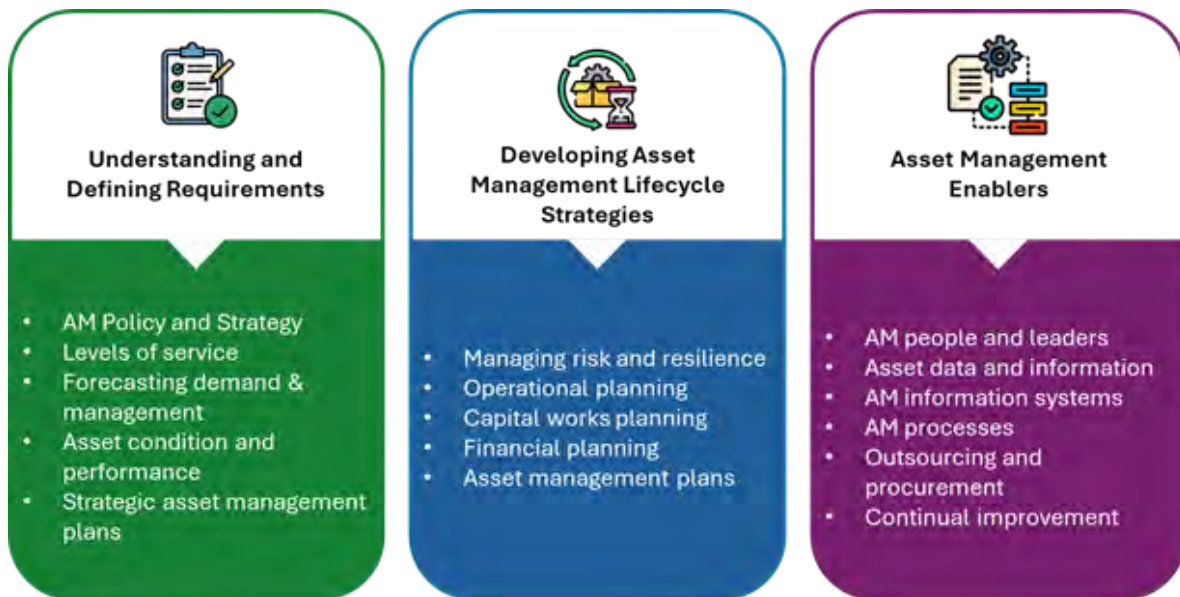 Understanding and
Defining Requirements
• AM Policy and Strategy
• Levels of service
• Forecasting demand &
management
• Asset condition and
performance
• Strategic asset management
plans
Developing Asset
Management Lifecycle
Strategies
• Managing risk and resilience
• Operational planning
• Capital works planning
• Financial planning
• Asset management plans
Asset Management
Enablers
• AM people and leaders
• Asset data and information
• AM information systems
• AM processes
• Outsourcing and
procurement
• Continual improvement